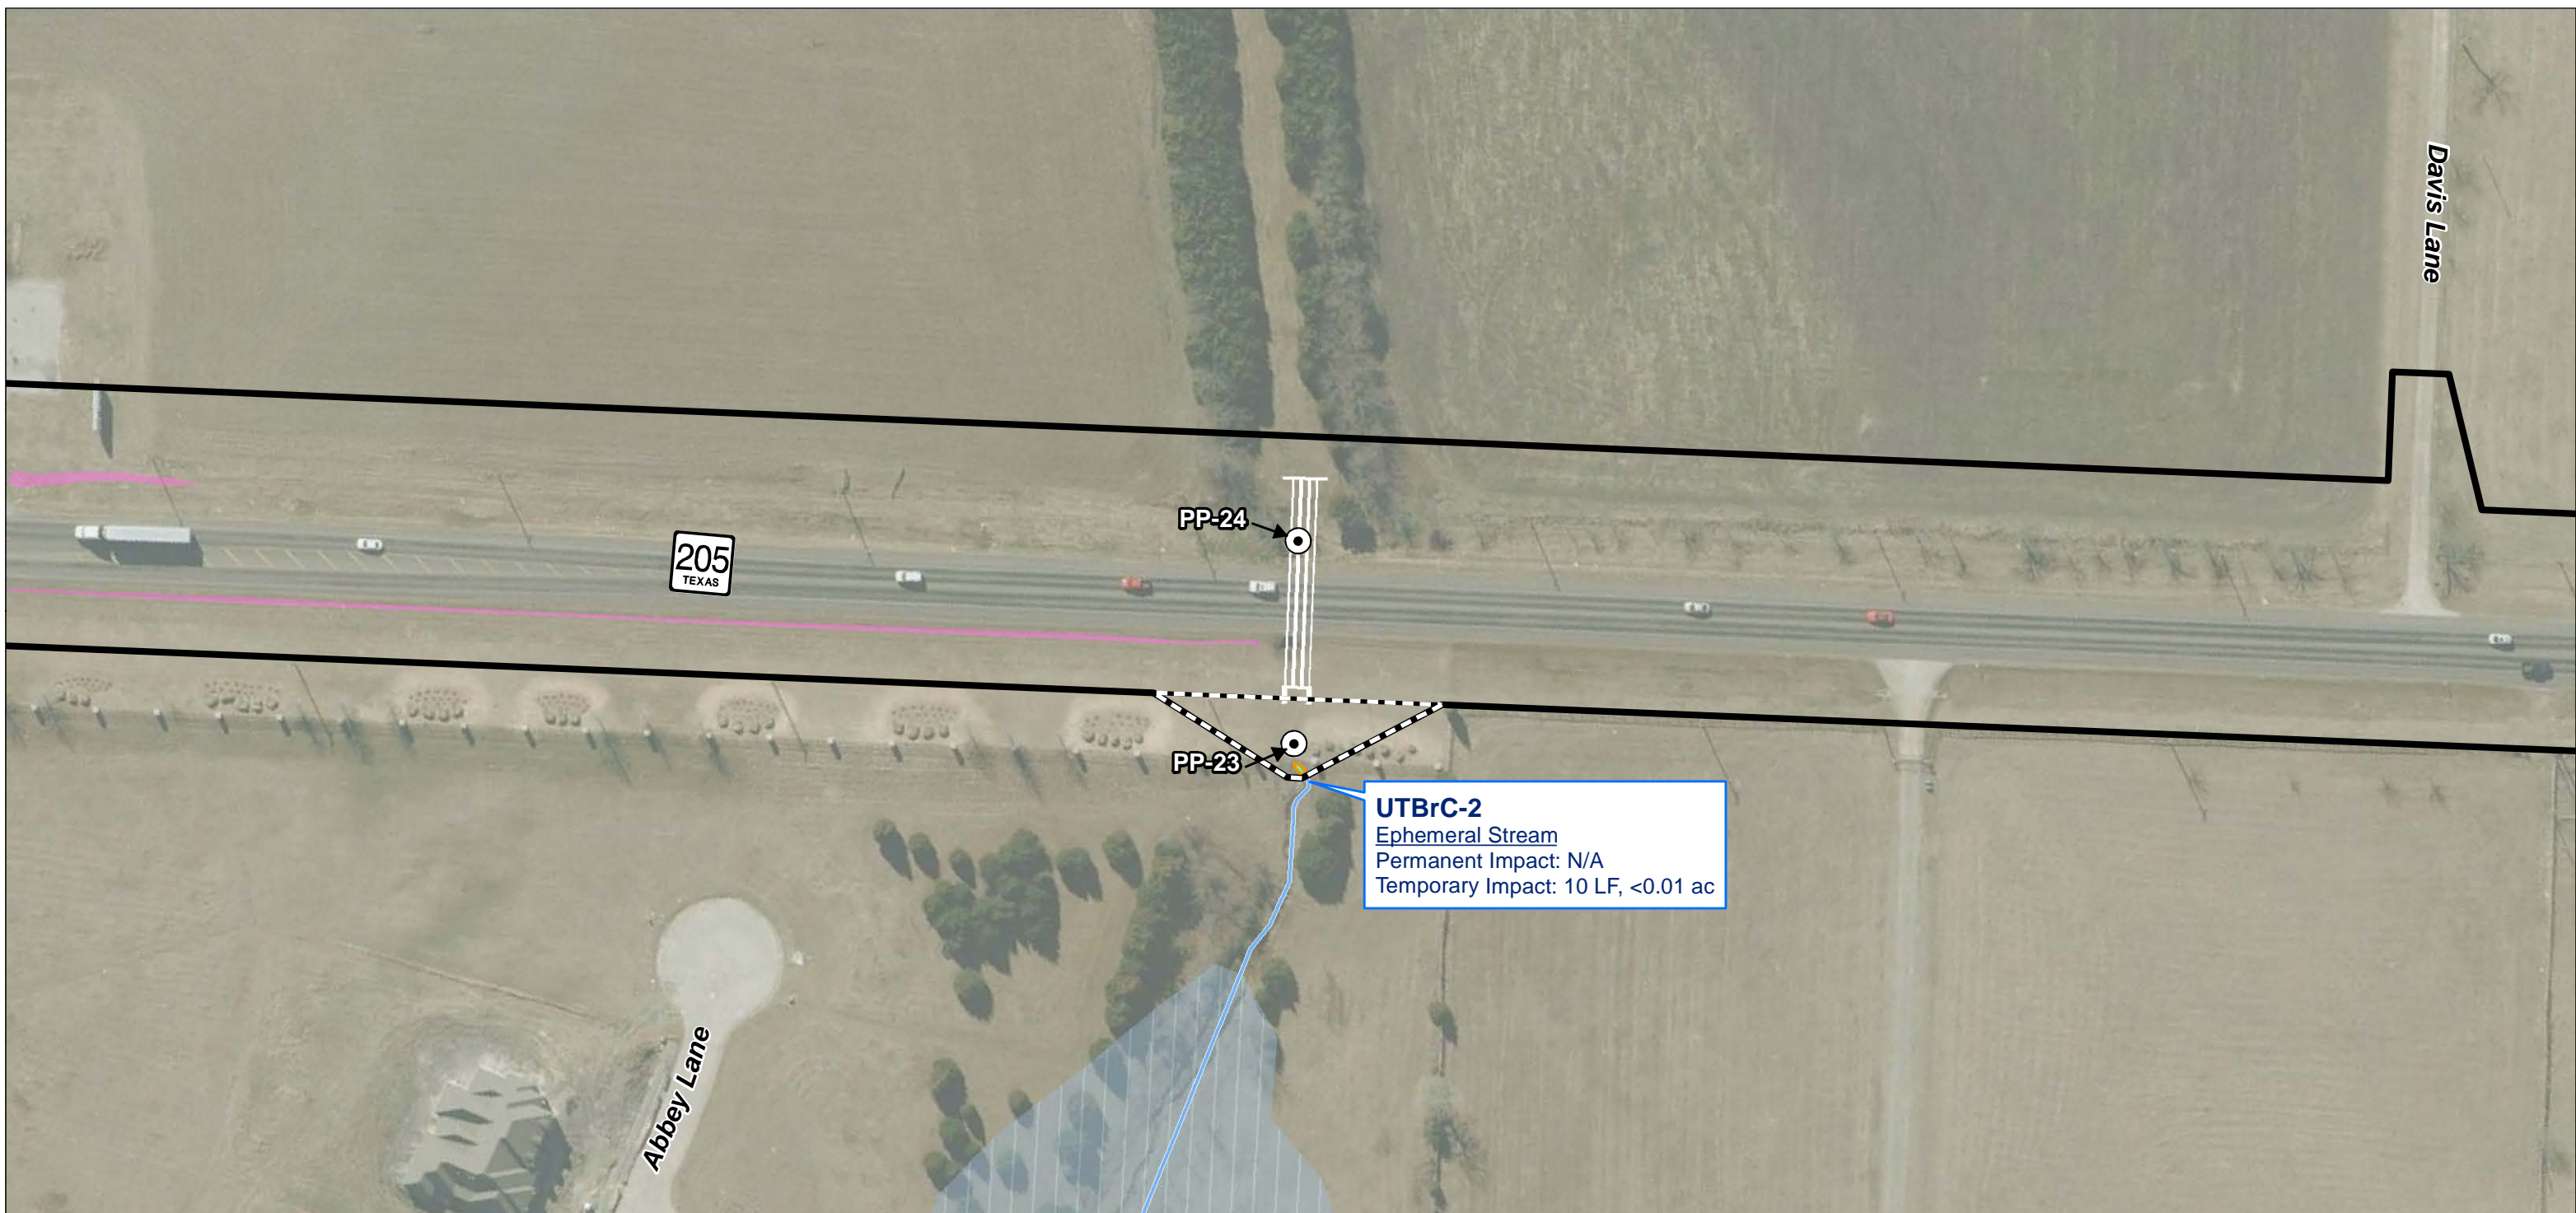 Davis Lane
PP-24
205
TEXAS
PP-23
UTBrC-2
Ephemeral Stream
Permanent Impact: N/A
Temporary Impact: 10 LF, <0.01 ac
Abbey Lane